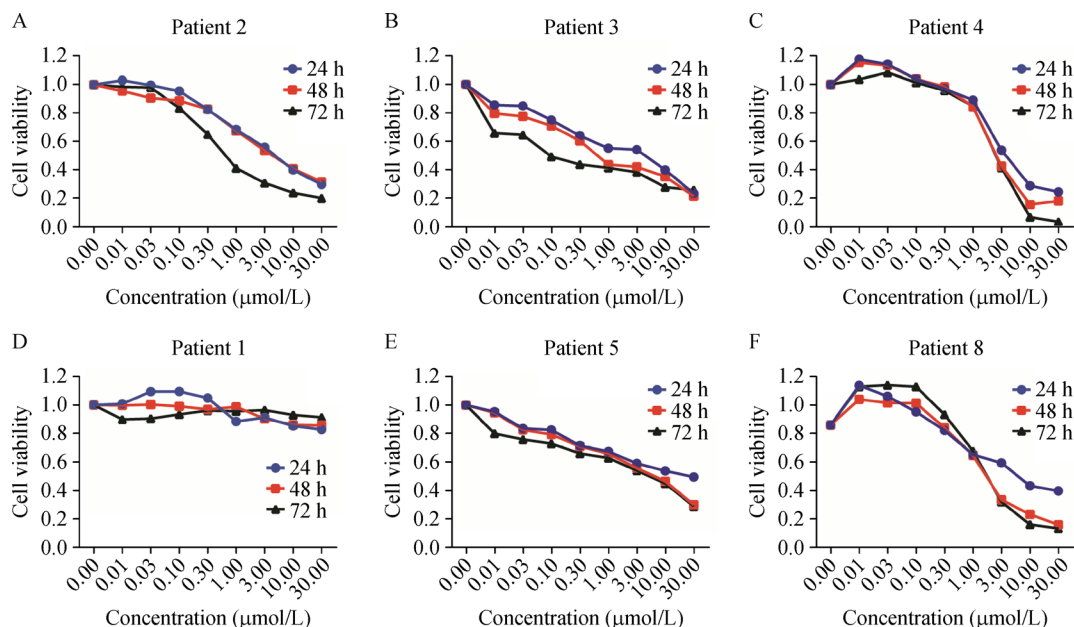 A
Patient 2
24 h
48 h
72 h
Cell viability
1.2
1.0
0.8
0.6
0.4
0.2
0.0
0.00 0.01 0.03 0.10 0.30 1.00 3.00 10.00 30.00
Concentration (μmol/L)
B
Patient 3
24 h
48 h
72 h
Cell viability
1.2
1.0
0.8
0.6
0.4
0.2
0.0
0.00 0.01 0.03 0.10 0.30 1.00 3.00 10.00 30.00
Concentration (μmol/L)
C
Patient 4
24 h
48 h
72 h
Cell viability
1.2
1.0
0.8
0.6
0.4
0.2
0.0
0.00 0.01 0.03 0.10 0.30 1.00 3.00 10.00 30.00
Concentration (μmol/L)
D
Patient 1
24 h
48 h
72 h
Cell viability
1.2
1.0
0.8
0.6
0.4
0.2
0.0
0.00 0.01 0.03 0.10 0.30 1.00 3.00 10.00 30.00
Concentration (μmol/L)
E
Patient 5
24 h
48 h
72 h
Cell viability
1.2
1.0
0.8
0.6
0.4
0.2
0.0
0.00 0.01 0.03 0.10 0.30 1.00 3.00 10.00 30.00
Concentration (μmol/L)
F
Patient 8
24 h
48 h
72 h
Cell viability
1.2
1.0
0.8
0.6
0.4
0.2
0.0
0.00 0.01 0.03 0.10 0.30 1.00 3.00 10.00 30.00
Concentration (μmol/L)